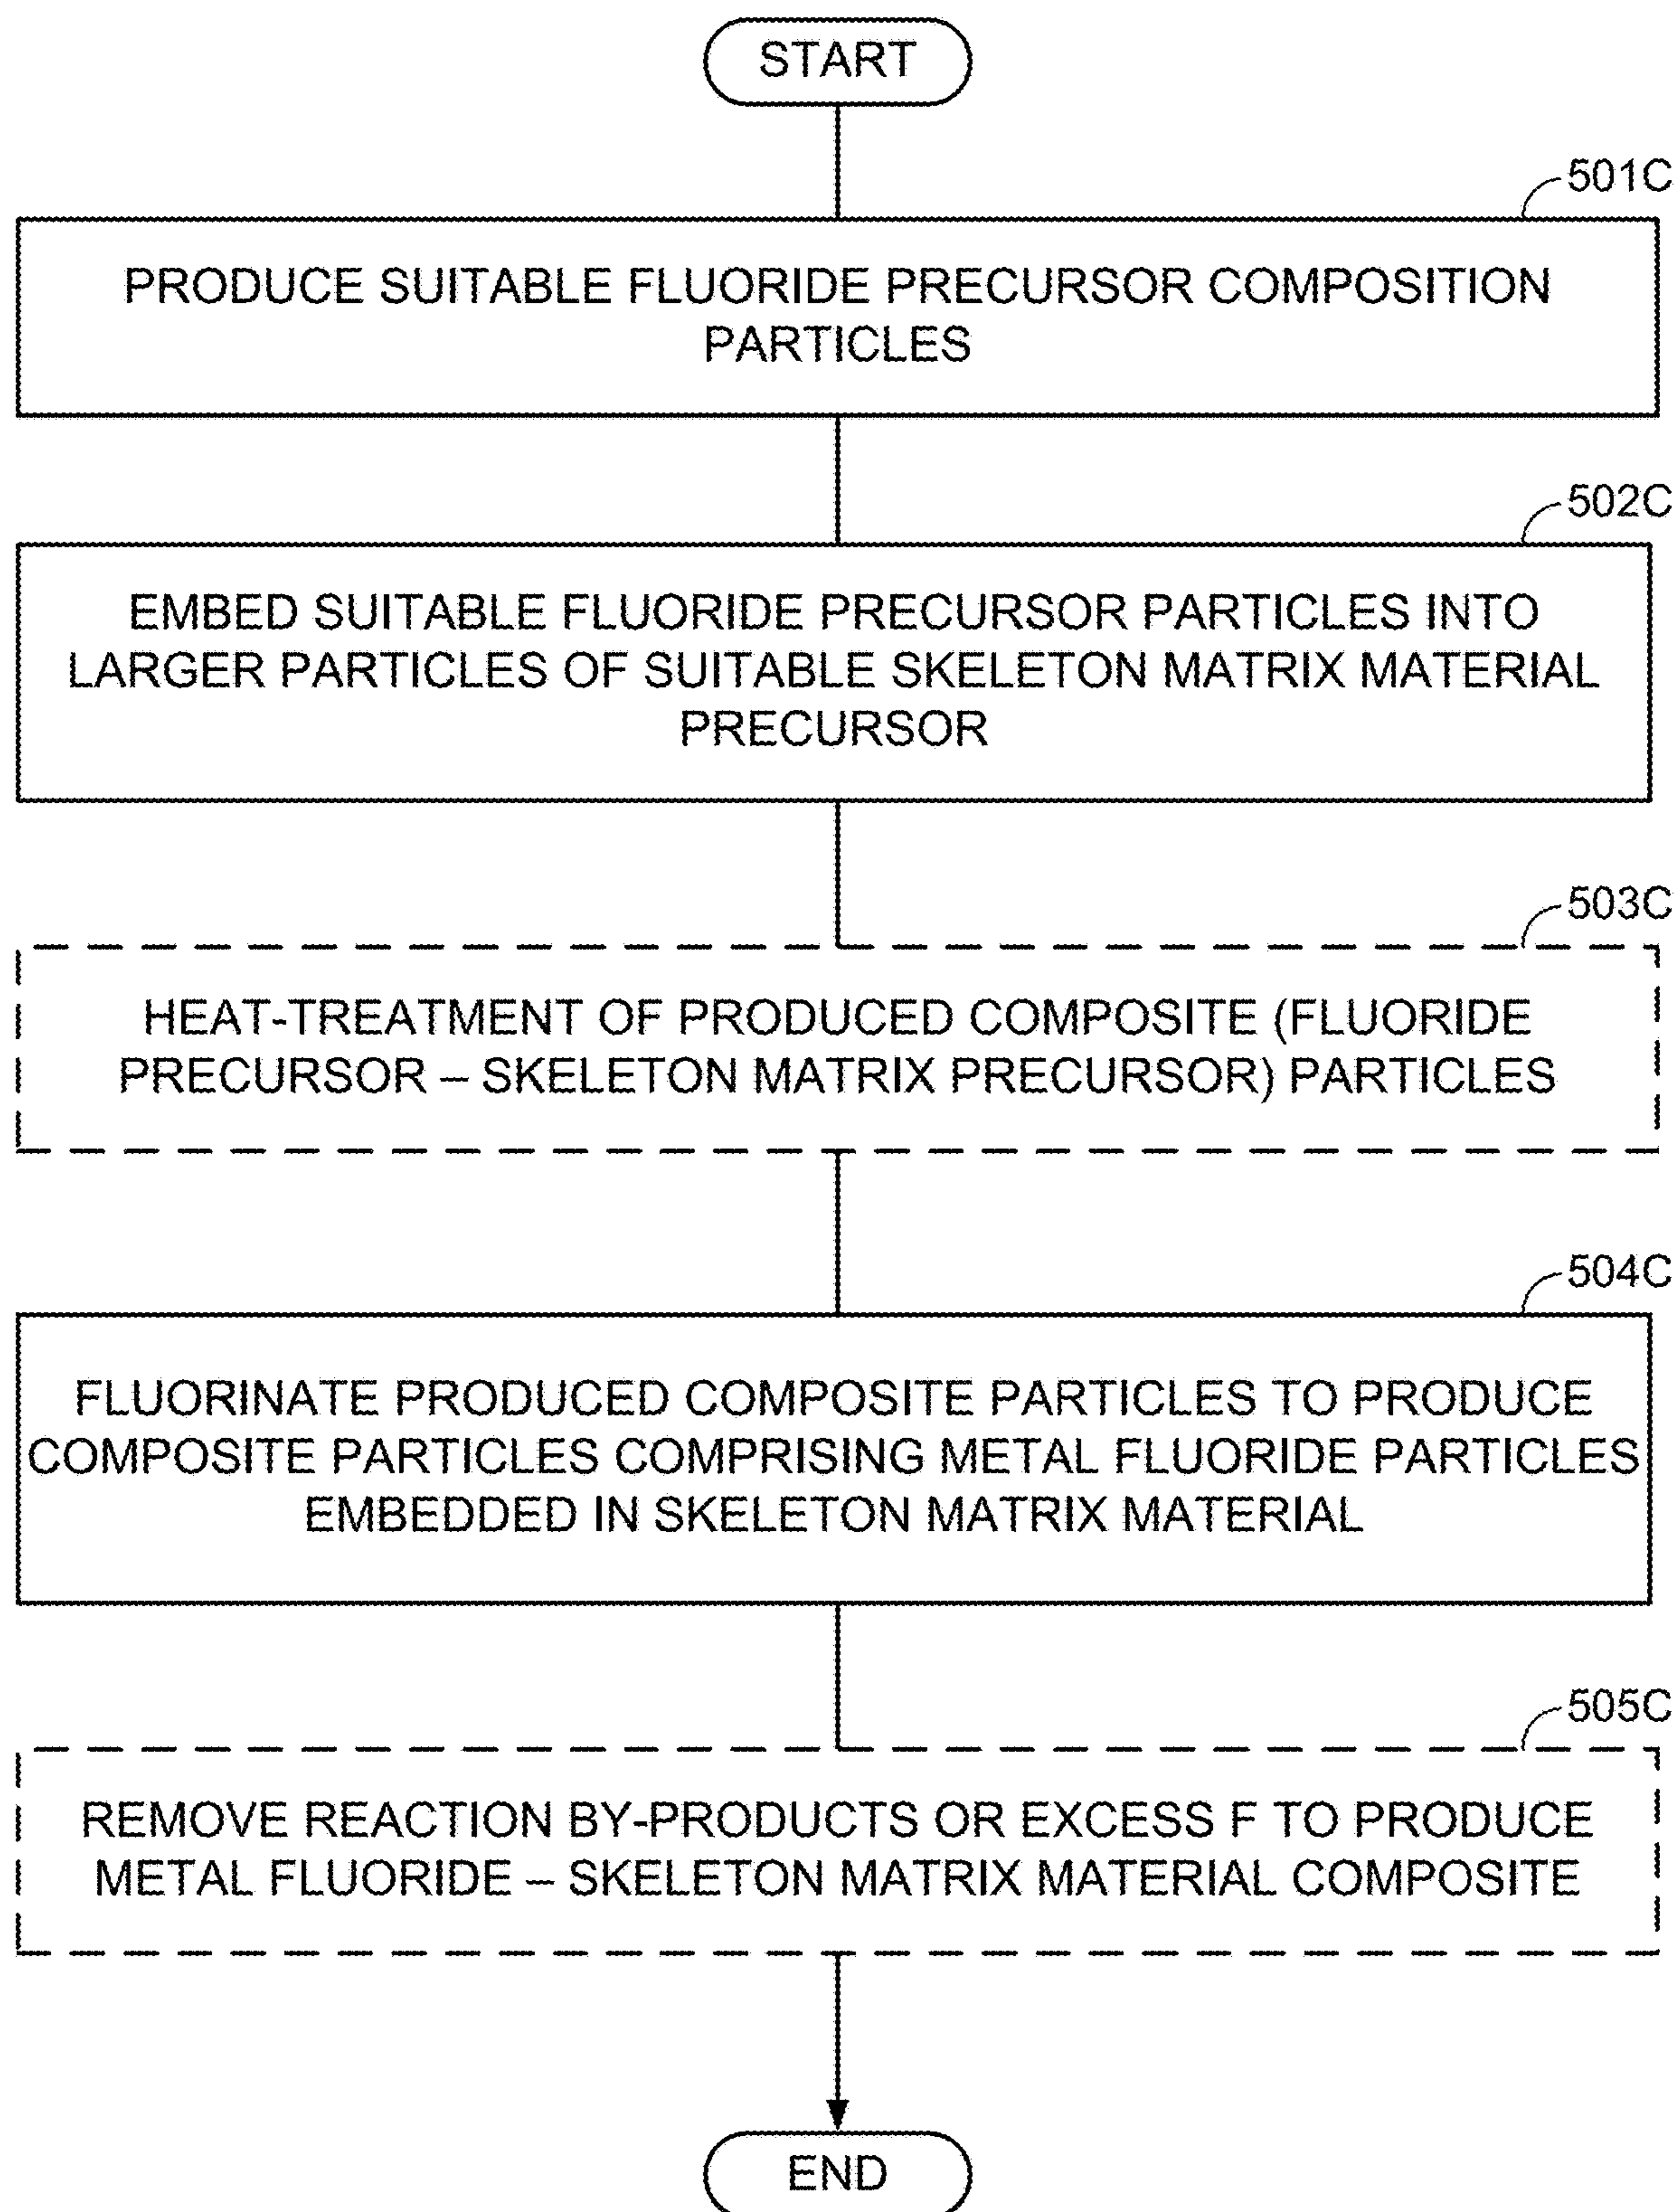 START
501C
PRODUCE SUITABLE FLUORIDE PRECURSOR COMPOSITION
PARTICLES
502C
EMBED SUITABLE FLUORIDE PRECURSOR PARTICLES INTO
LARGER PARTICLES OF SUITABLE SKELETON MATRIX MATERIAL
PRECURSOR
503C
HEAT-TREATMENT OF PRODUCED COMPOSITE (FLUORIDE
PRECURSOR – SKELETON MATRIX PRECURSOR) PARTICLES
504C
FLUORINATE PRODUCED COMPOSITE PARTICLES TO PRODUCE
COMPOSITE PARTICLES COMPRISING METAL FLUORIDE PARTICLES
EMBEDDED IN SKELETON MATRIX MATERIAL
505C
REMOVE REACTION BY-PRODUCTS OR EXCESS F TO PRODUCE
METAL FLUORIDE – SKELETON MATRIX MATERIAL COMPOSITE
END